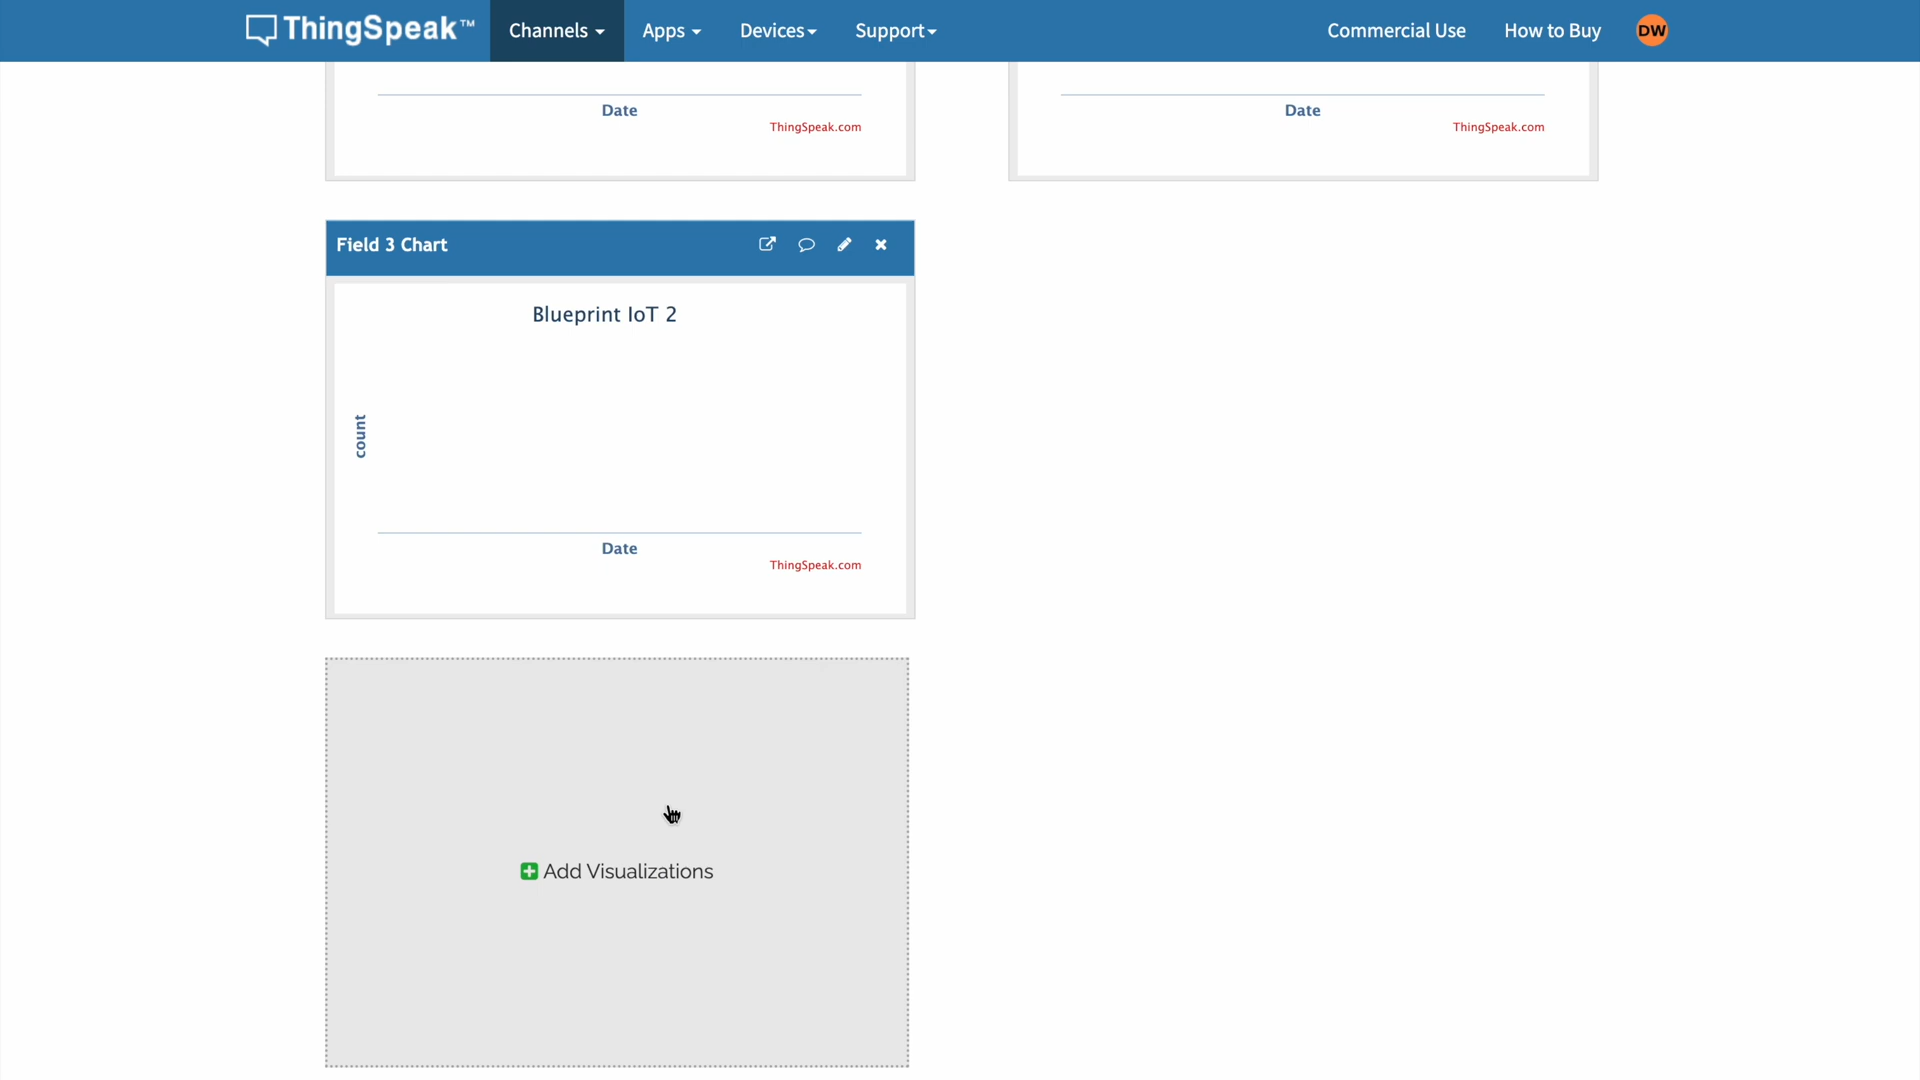 ThingSpeak™
Channels
Apps
Devices
Support
Commercial Use
How to Buy
DW
Date
ThingSpeak.com
Date
ThingSpeak.com
Field 3 Chart
Blueprint IoT 2
count
Date
ThingSpeak.com
Add Visualizations